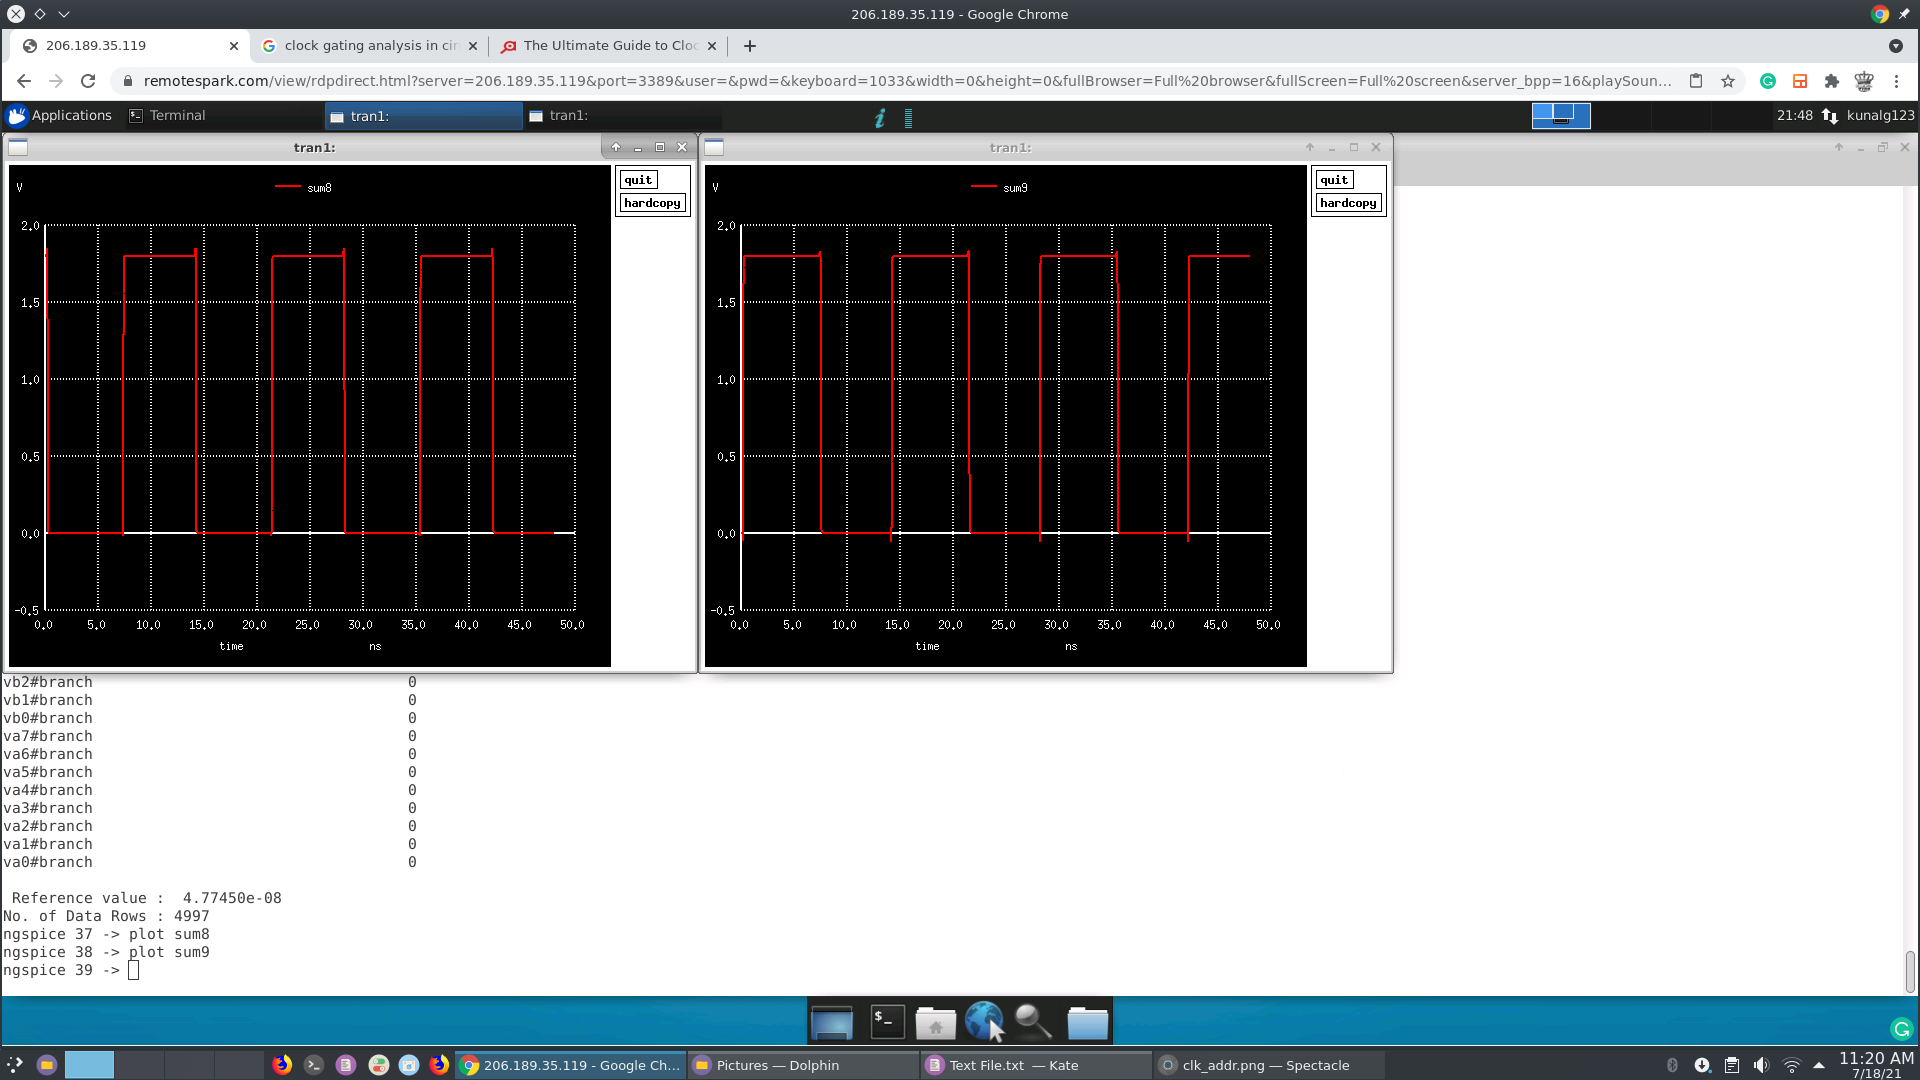 206.189.35.119 - Google Chrome
206.189.35.119
clock gating analysis in cir
The Ultimate Guide to Cloc
remotespark.com/view/rdpdirect.html?server=206.189.35.119&port=3389&user=&pwd=&keyboard=1033&width=0&height=0&fullBrowser=Full%20browser&fullScreen=Full%20screen&server_bpp=16&playSoun...
Applications
Terminal
tran1:
tran1:
21:48
kunalg123
tran1:
tran1:
V
sum8
quit
hardcopy
2.0
1.5
1.0
0.5
0.0
-0.5
0.0 5.0 10.0 15.0 20.0 25.0 30.0 35.0 40.0 45.0 50.0
time ns
V
sum9
quit
hardcopy
2.0
1.5
1.0
0.5
0.0
-0.5
0.0 5.0 10.0 15.0 20.0 25.0 30.0 35.0 40.0 45.0 50.0
time ns
vb2#branch 0
vb1#branch 0
vb0#branch 0
va7#branch 0
va6#branch 0
va5#branch 0
va4#branch 0
va3#branch 0
va2#branch 0
va1#branch 0
va0#branch 0
Reference value : 4.77450e-08
No. of Data Rows : 4997
ngspice 37 -> plot sum8
ngspice 38 -> plot sum9
ngspice 39 ->
206.189.35.119 - Google Ch...
Pictures — Dolphin
Text File.txt — Kate
clk_addr.png — Spectacle
11:20 AM
7/18/21